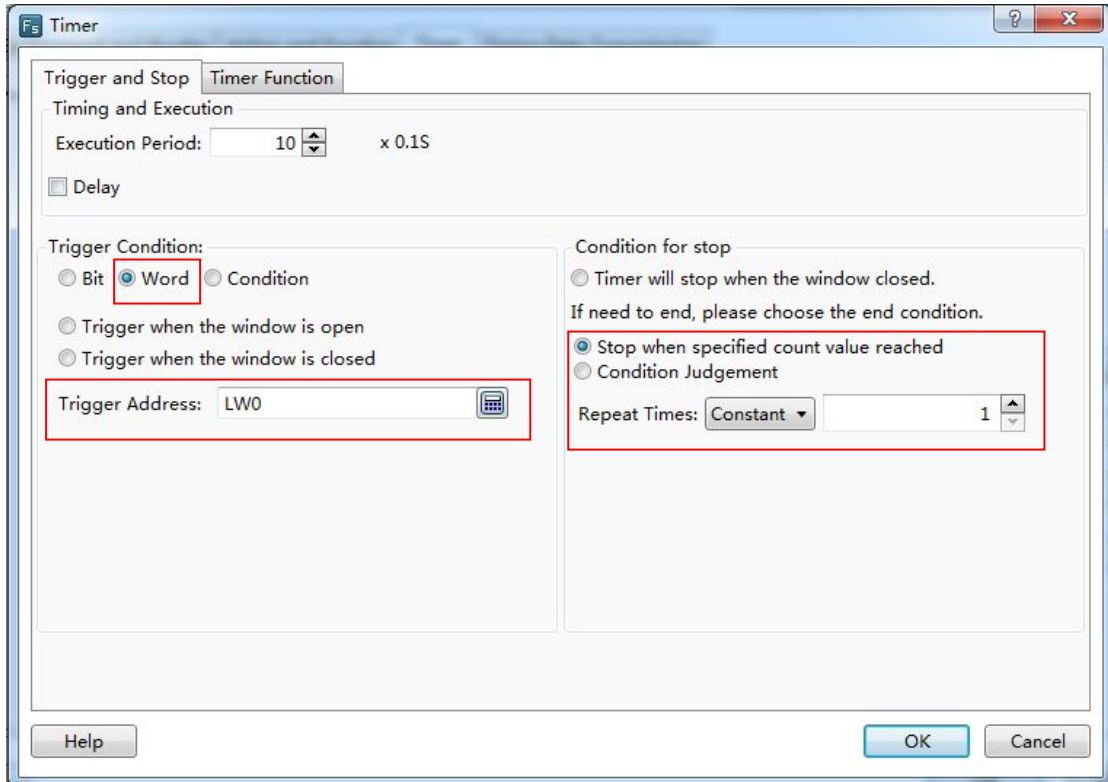 Fs Timer
Trigger and Stop Timer Function
Timing and Execution
Execution Period: 10 x 0.1S
Delay
Trigger Condition:
Bit Word Condition
Trigger when the window is open
Trigger when the window is closed
Trigger Address: LW0
Condition for stop
Timer will stop when the window closed.
If need to end, please choose the end condition.
Stop when specified count value reached
Condition Judgement
Repeat Times: Constant 1
Help OK Cancel